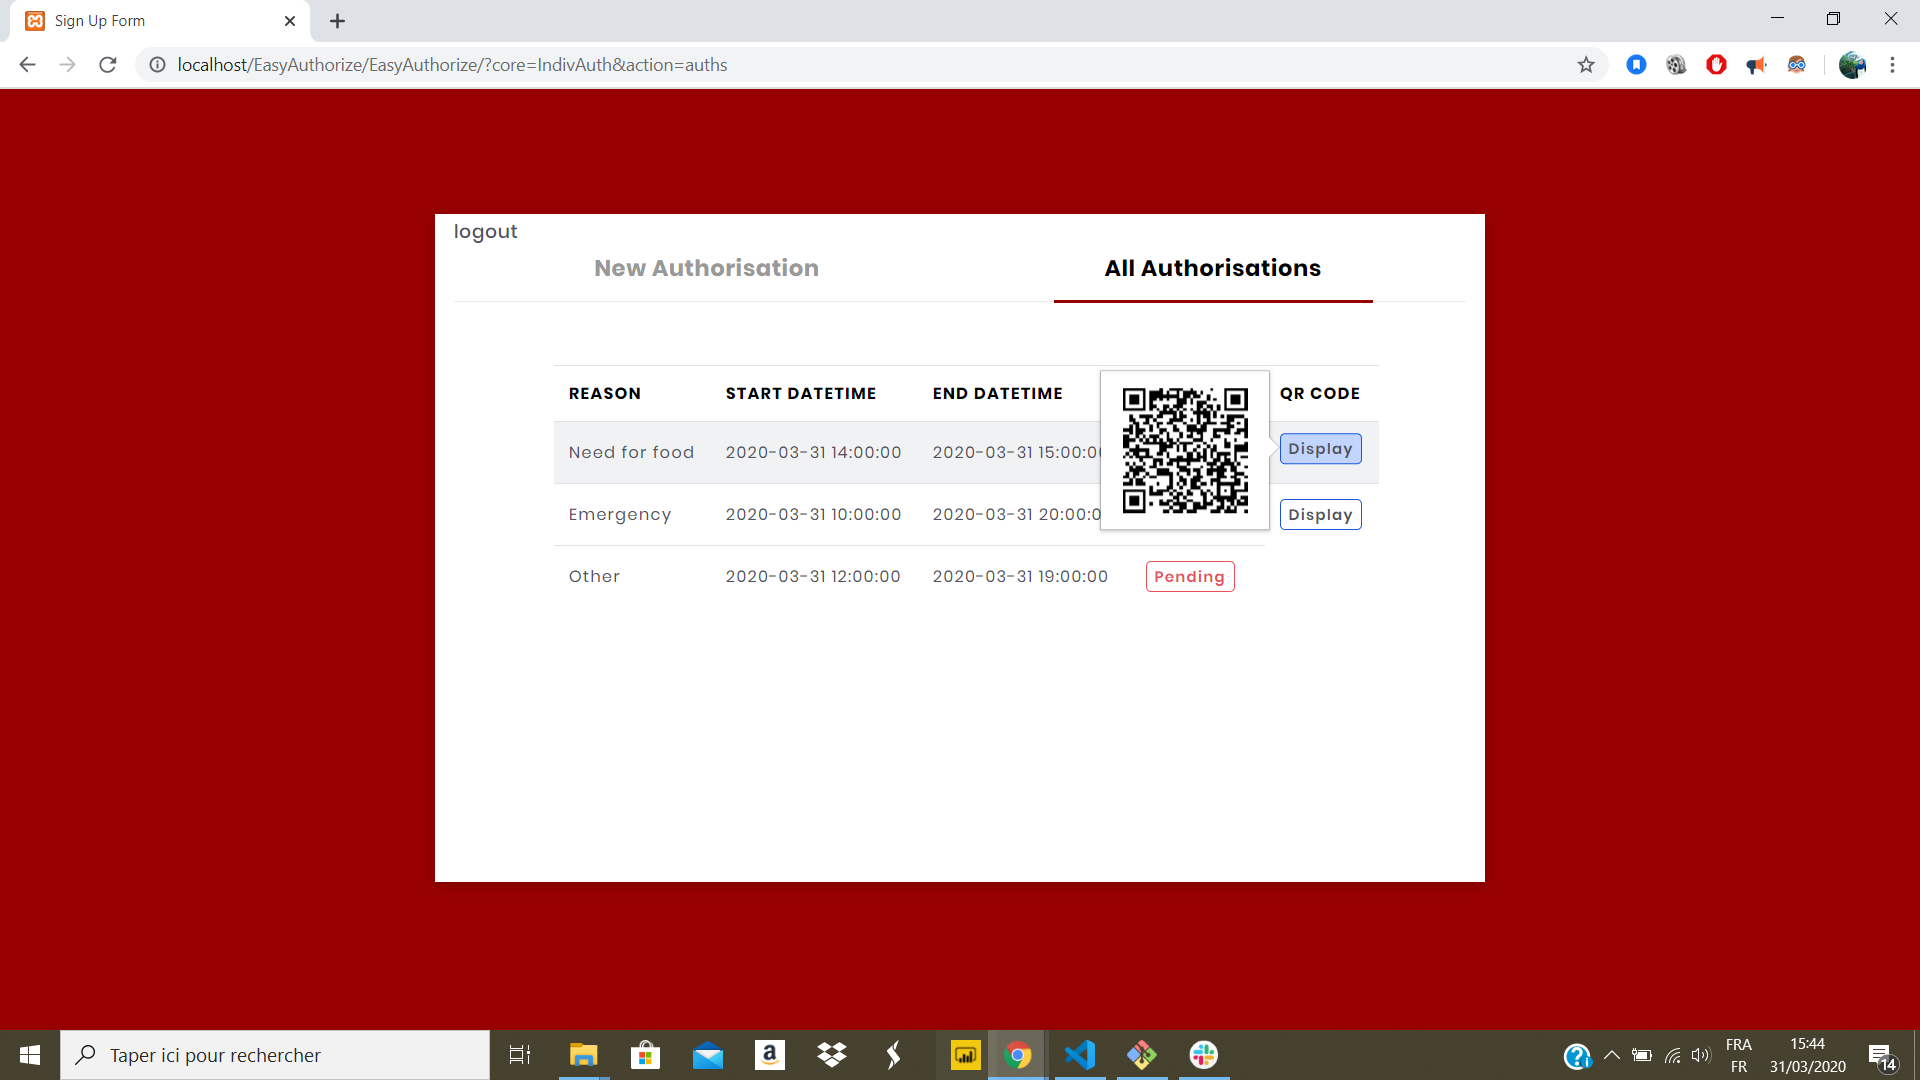 Sign Up Form
localhost/EasyAuthorize/EasyAuthorize/?core=IndivAuth&action=auths
logout
New Authorisation All Authorisations
REASON START DATETIME END DATETIME QR CODE
Need for food 2020-03-31 14:00:00 2020-03-31 15:00:00 Display
Emergency 2020-03-31 10:00:00 2020-03-31 20:00:0 Display
Other 2020-03-31 12:00:00 2020-03-31 19:00:00 Pending
Taper ici pour rechercher
FRA
FR
15:44
31/03/2020
14